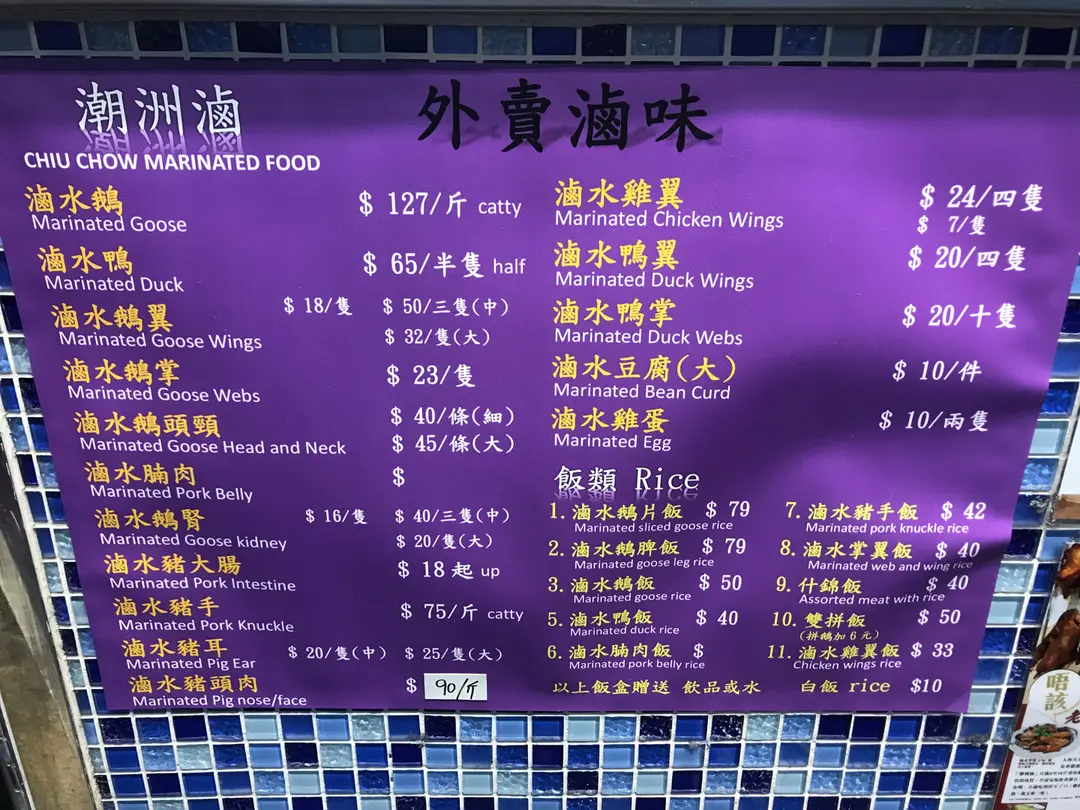 潮洲滷
外賣滷味
CHIU CHOW MARINATED FOOD
滷水鵝 $ 127/斤 catty
Marinated Goose
滷水鴨 $ 65/半隻 half
Marinated Duck
滷水鵝翼 $ 18/隻 $ 50/三隻(中)
Marinated Goose Wings $ 32/隻(大)
滷水鵝掌 $ 23/隻
Marinated Goose Webs
滷水鵝頭頸 $ 40/條(細)
Marinated Goose Head and Neck $ 45/條(大)
滷水腩肉 $
Marinated Pork Belly
滷水鵝腎 $ 16/隻 $ 40/三隻(中)
Marinated Goose kidney $ 20/隻(大)
滷水豬大腸 $ 18 起 up
Marinated Pork Intestine
滷水豬手 $ 75/斤 catty
Marinated Pork Knuckle
滷水豬耳 $ 20/隻(中) $ 25/隻(大)
Marinated Pig Ear
滷水豬頭肉 $ 90/斤
Marinated Pig nose/face
滷水雞翼 $ 24/四隻
Marinated Chicken Wings $ 7/隻
滷水鴨翼 $ 20/四隻
Marinated Duck Wings
滷水鴨掌 $ 20/十隻
Marinated Duck Webs
滷水豆腐(大) $ 10/件
Marinated Bean Curd
滷水雞蛋 $ 10/兩隻
Marinated Egg
飯類 Rice
1. 滷水鵝片飯 $ 79
Marinated sliced goose rice
2. 滷水鵝脾飯 $ 79
Marinated goose leg rice
3. 滷水鵝飯 $ 50
Marinated goose rice
5. 滷水鴨飯 $ 40
Marinated duck rice
6. 滷水腩肉飯 $
Marinated pork belly rice
7. 滷水豬手飯 $ 42
Marinated pork knuckle rice
8. 滷水掌翼飯 $ 40
Marinated web and wing rice
9. 什錦飯 $ 40
Assorted meat with rice
10. 雙拼飯 $ 50
(拼鵝加 6 元)
11. 滷水雞翼飯 $ 33
Chicken wings rice
以上飯盒贈送 飲品或水 白飯 rice $10
唔該